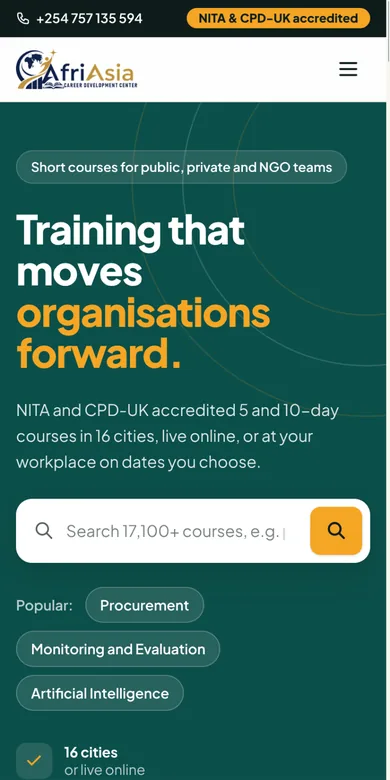 +254 757 135 594
NITA & CPD-UK accredited
AfriAsia
CAREER DEVELOPMENT CENTER
Short courses for public, private and NGO teams
Training that
moves
organisations
forward.
NITA and CPD-UK accredited 5 and 10-day
courses in 16 cities, live online, or at your
workplace on dates you choose.
Search 17,100+ courses, e.g. |
Popular:
Procurement
Monitoring and Evaluation
Artificial Intelligence
16 cities
or live online